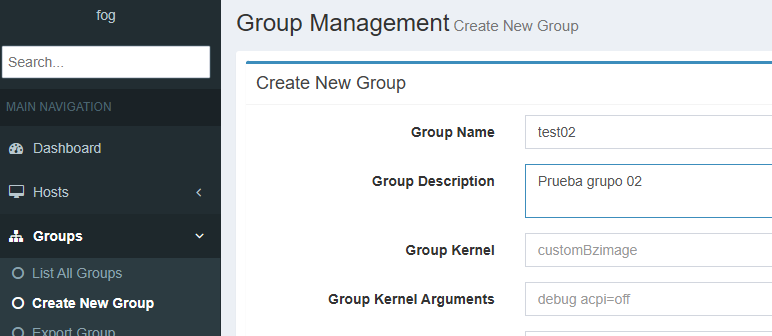 fog
Search...
MAIN NAVIGATION
Dashboard
Hosts
Groups
List All Groups
Create New Group
Export Group
Group Management Create New Group
Create New Group
Group Name test02
Group Description Prueba grupo 02
Group Kernel customBzimage
Group Kernel Arguments debug acpi=off